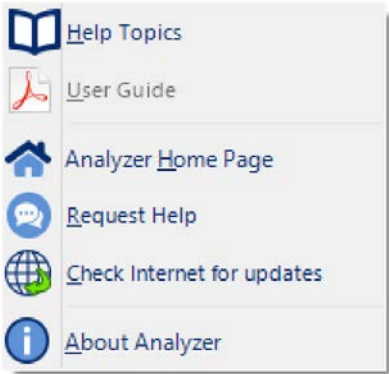 Help Topics
User Guide
Analyzer Home Page
Request Help
Check Internet for updates
About Analyzer